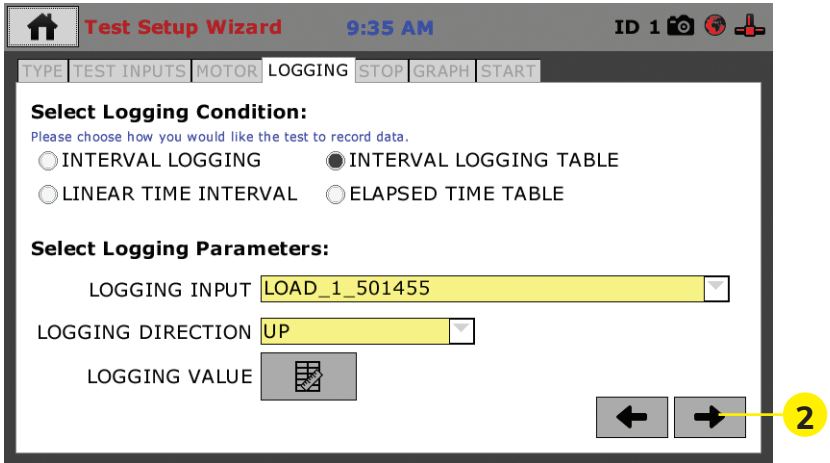 Test Setup Wizard 9:35 AM ID 1
TYPE TEST INPUTS MOTOR LOGGING STOP GRAPH START
Select Logging Condition:
Please choose how you would like the test to record data.
INTERVAL LOGGING INTERVAL LOGGING TABLE
LINEAR TIME INTERVAL ELAPSED TIME TABLE
Select Logging Parameters:
LOGGING INPUT LOAD_1_501455
LOGGING DIRECTION UP
LOGGING VALUE
2